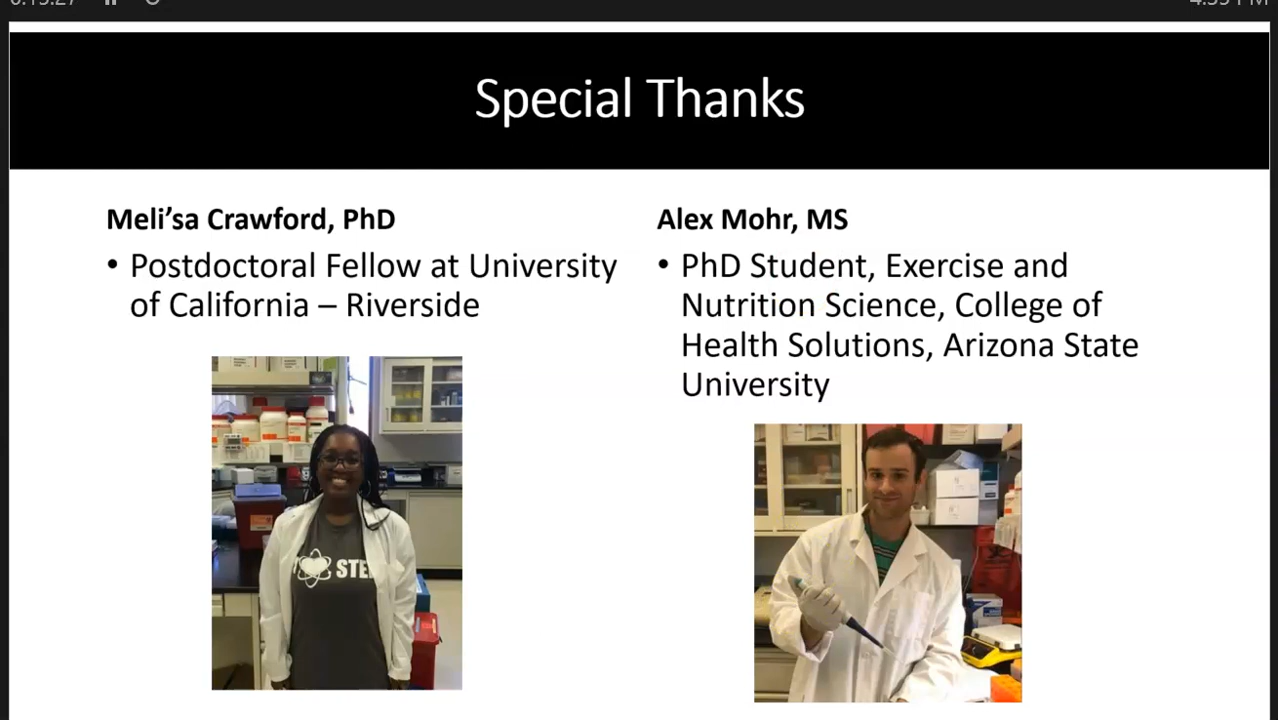 Special Thanks
Meli’sa Crawford, PhD
• Postdoctoral Fellow at University
of California – Riverside
Alex Mohr, MS
• PhD Student, Exercise and
Nutrition Science, College of
Health Solutions, Arizona State
University